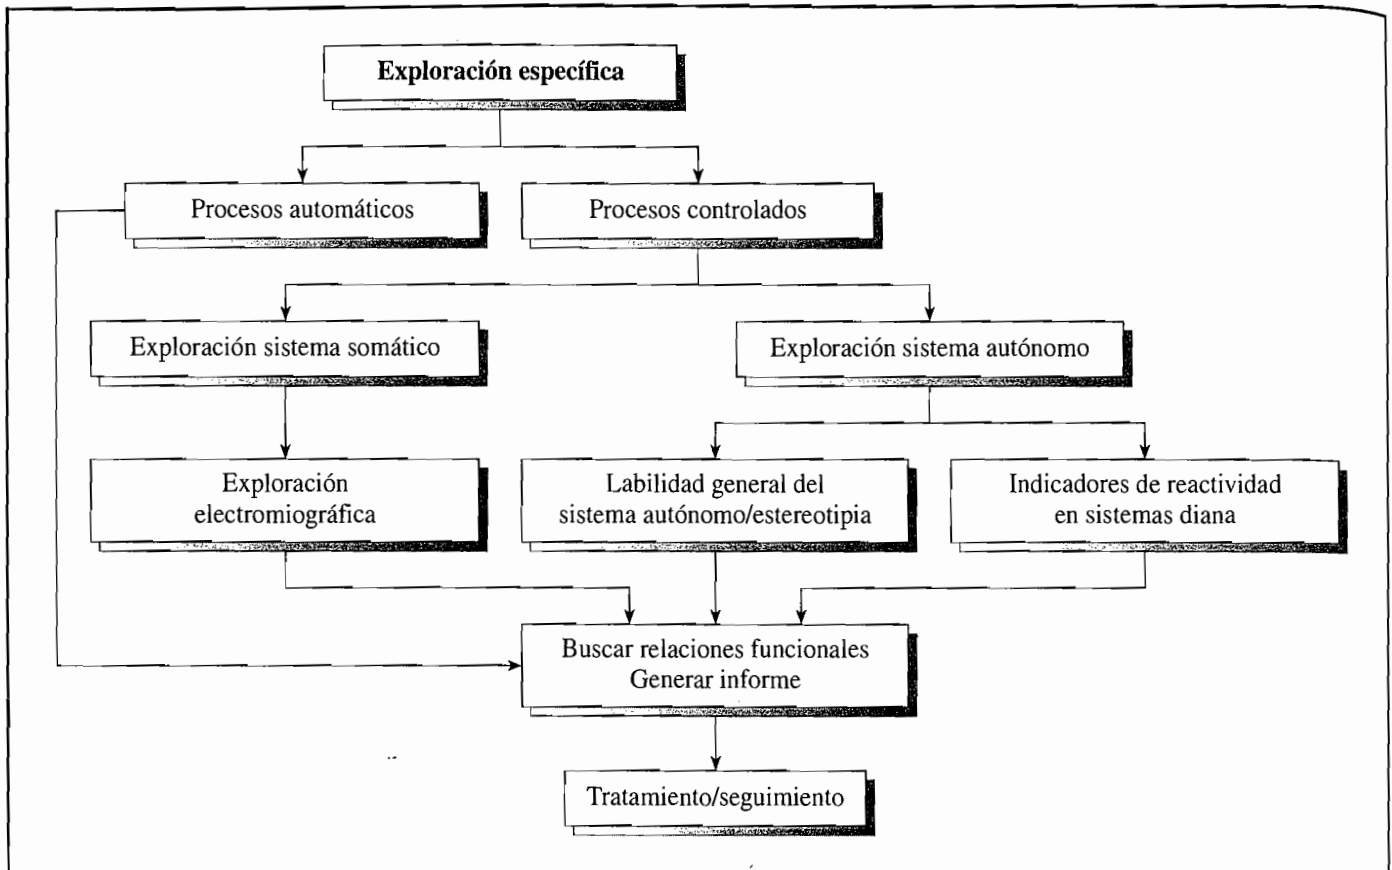 Exploración específica
Procesos automáticos
Procesos controlados
Exploración sistema somático
Exploración sistema autónomo
Exploración
electromiográfica
Labilidad general del
sistema autónomo/estereotipia
Indicadores de reactividad
en sistemas diana
Buscar relaciones funcionales
Generar informe
Tratamiento/seguimiento